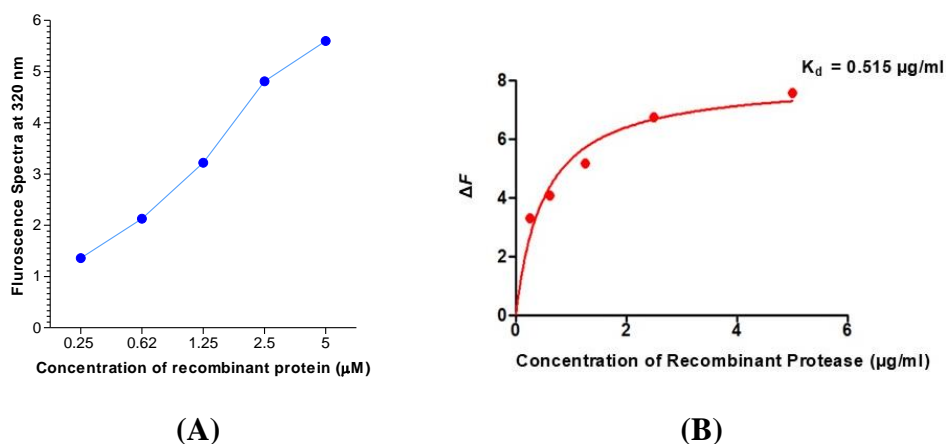 6
5
4
3
2
1
0
Fluroscence Spectra at 320 nm
0.25 0.62 1.25 2.5 5
Concentration of recombinant protein (μM)
(A)
K_d = 0.515 μg/ml
8
6
4
2
0
ΔF
0 2 4 6
Concentration of Recombinant Protease (μg/ml)
(B)